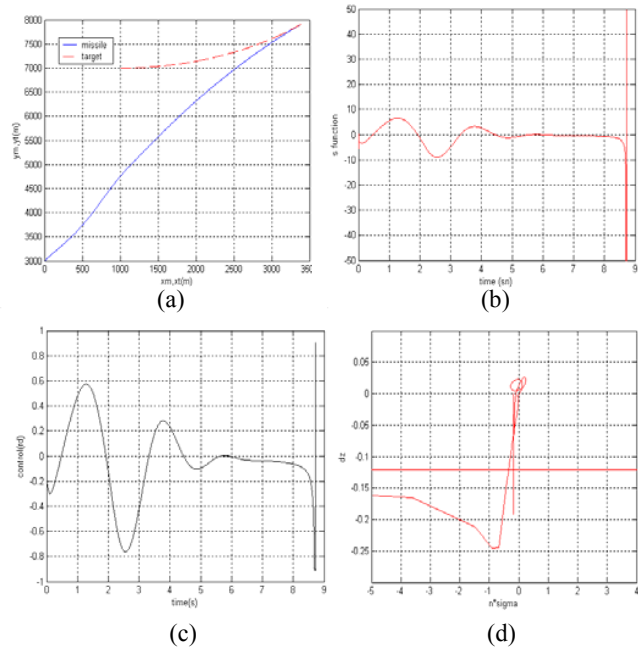 8000
7500
7000
6500
6000
5500
5000
4500
4000
3500
3000
ym,yt(m)
missile
target
0 500 1000 1500 2000 2500 3000 350
xm,xt(m)
(a)
50
40
30
20
10
0
-10
-20
-30
-40
-50
s function
0 1 2 3 4 5 6 7 8 9
time (sn)
(b)
1
0.8
0.6
0.4
0.2
0
-0.2
-0.4
-0.6
-0.8
-1
control(rd)
0 1 2 3 4 5 6 7 8 9
time(s)
(c)
0.05
0
-0.1
-0.15
-0.2
-0.25
dz
-5 -4 -3 -2 -1 0 1 2 3 4
n*sigma
(d)